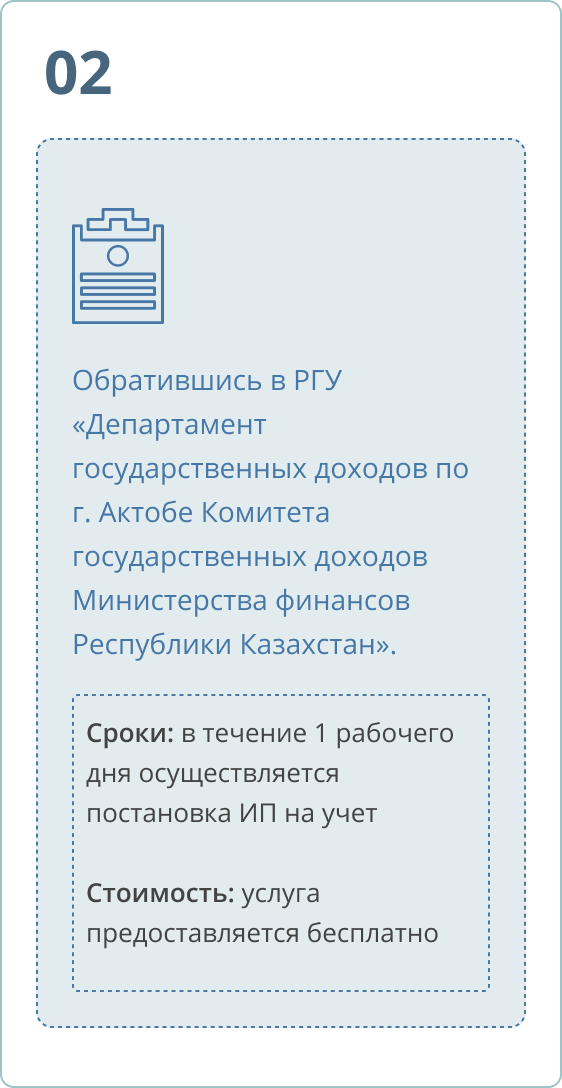 02
Обратившись в РГУ
«Департамент
государственных доходов по
г. Актобе Комитета
государственных доходов
Министерства финансов
Республики Казахстан».
Сроки: в течение 1 рабочего
дня осуществляется
постановка ИП на учет
Стоимость: услуга
предоставляется бесплатно